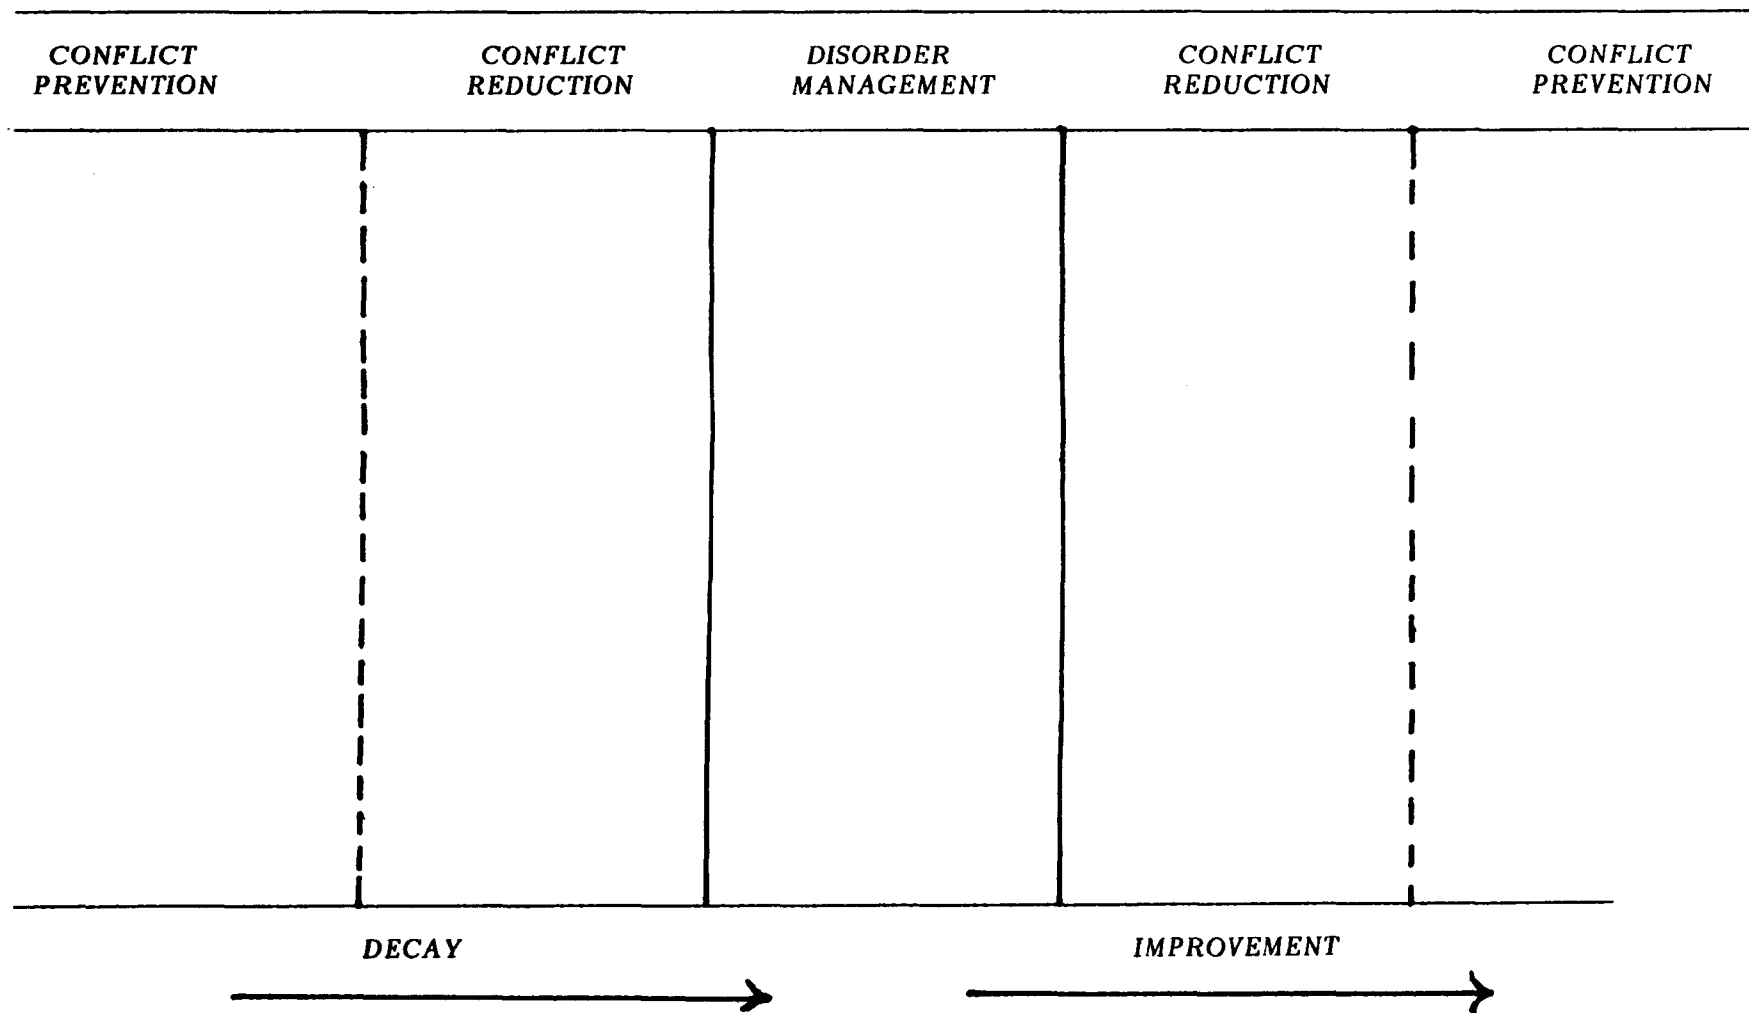 CONFLICT
PREVENTION
CONFLICT
REDUCTION
DISORDER
MANAGEMENT
CONFLICT
REDUCTION
CONFLICT
PREVENTION
DECAY
IMPROVEMENT